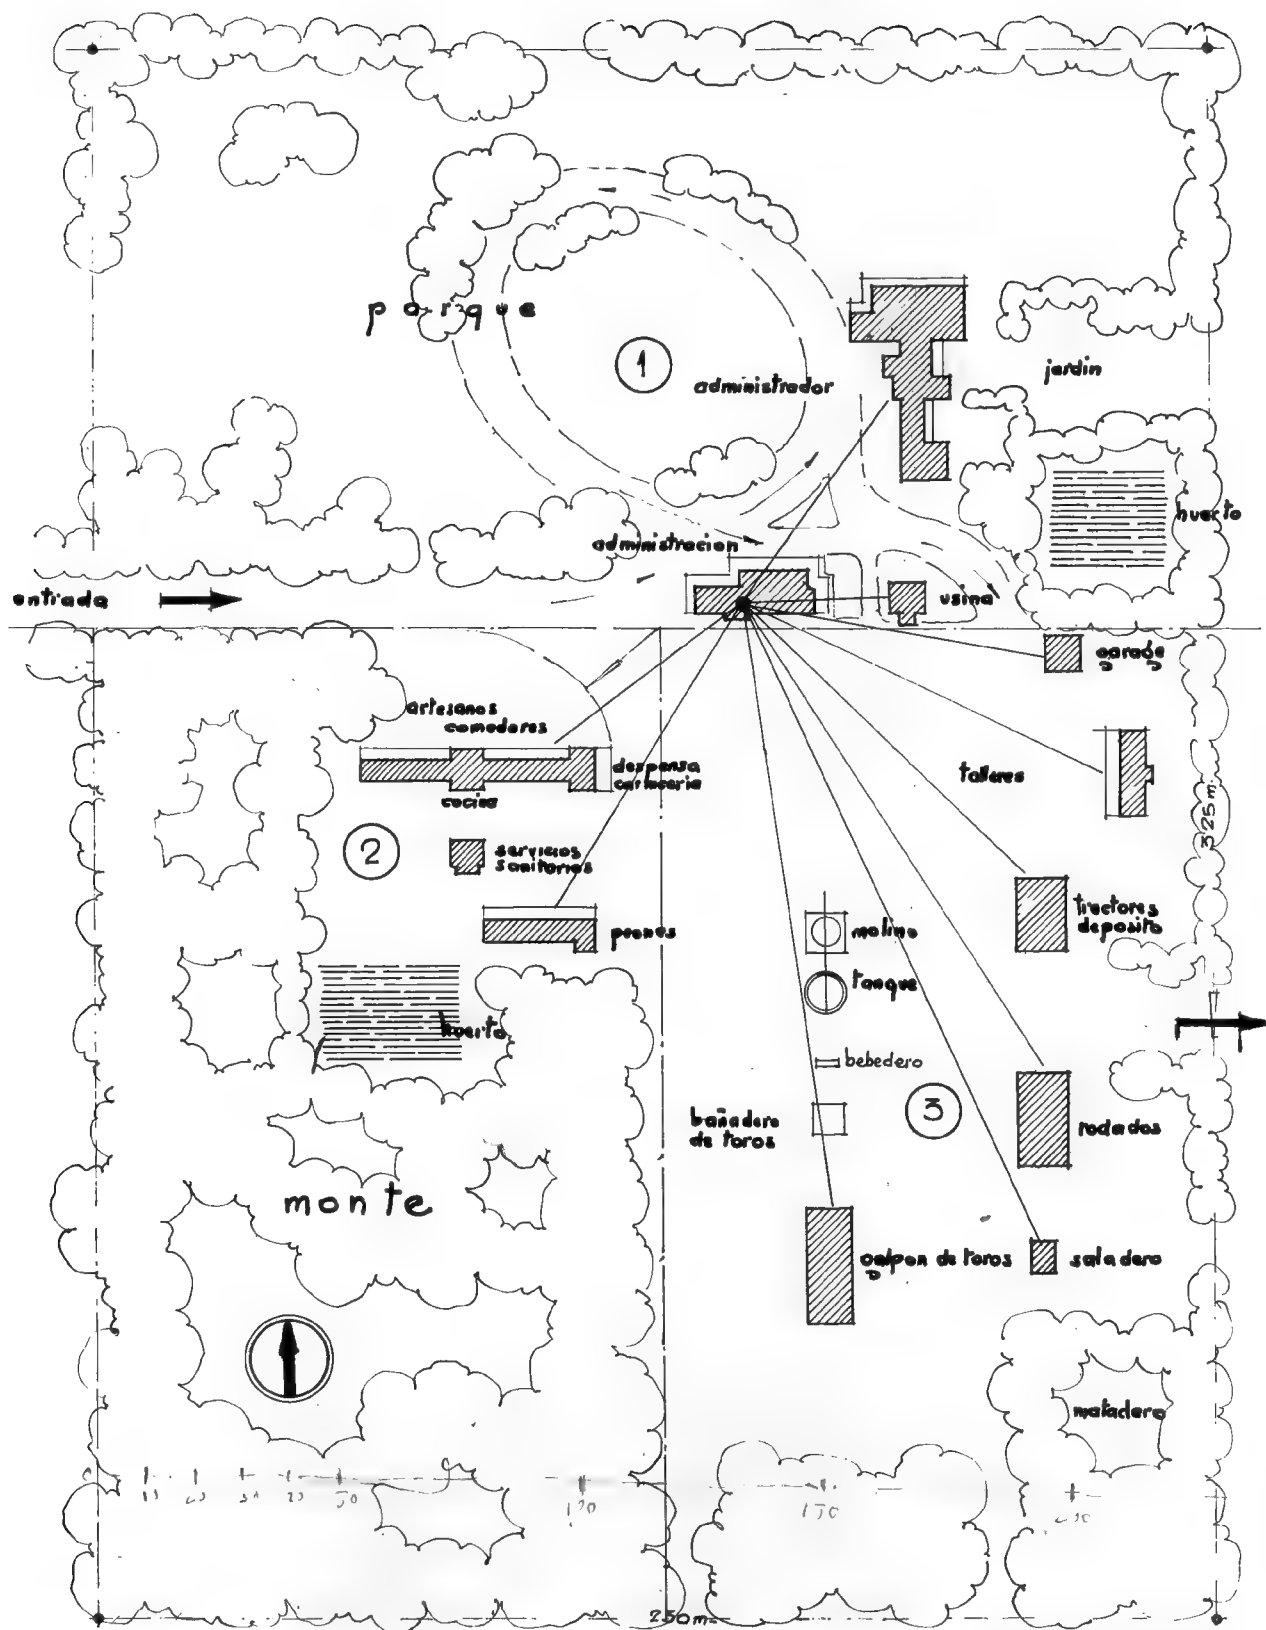 parque
1
administrador
jardin
huerto
administracion
entrada
usina
garage
artesanos
comedores
despensa
carniceria
cocina
talleres
325 m.
2
servicios
sanitarios
tractores
deposito
peones
molino
tanque
huerto
bebedero
3
bañadero
de toros
rodados
monte
galpon de toros
saladero
matadero
50
100
150
250 m.